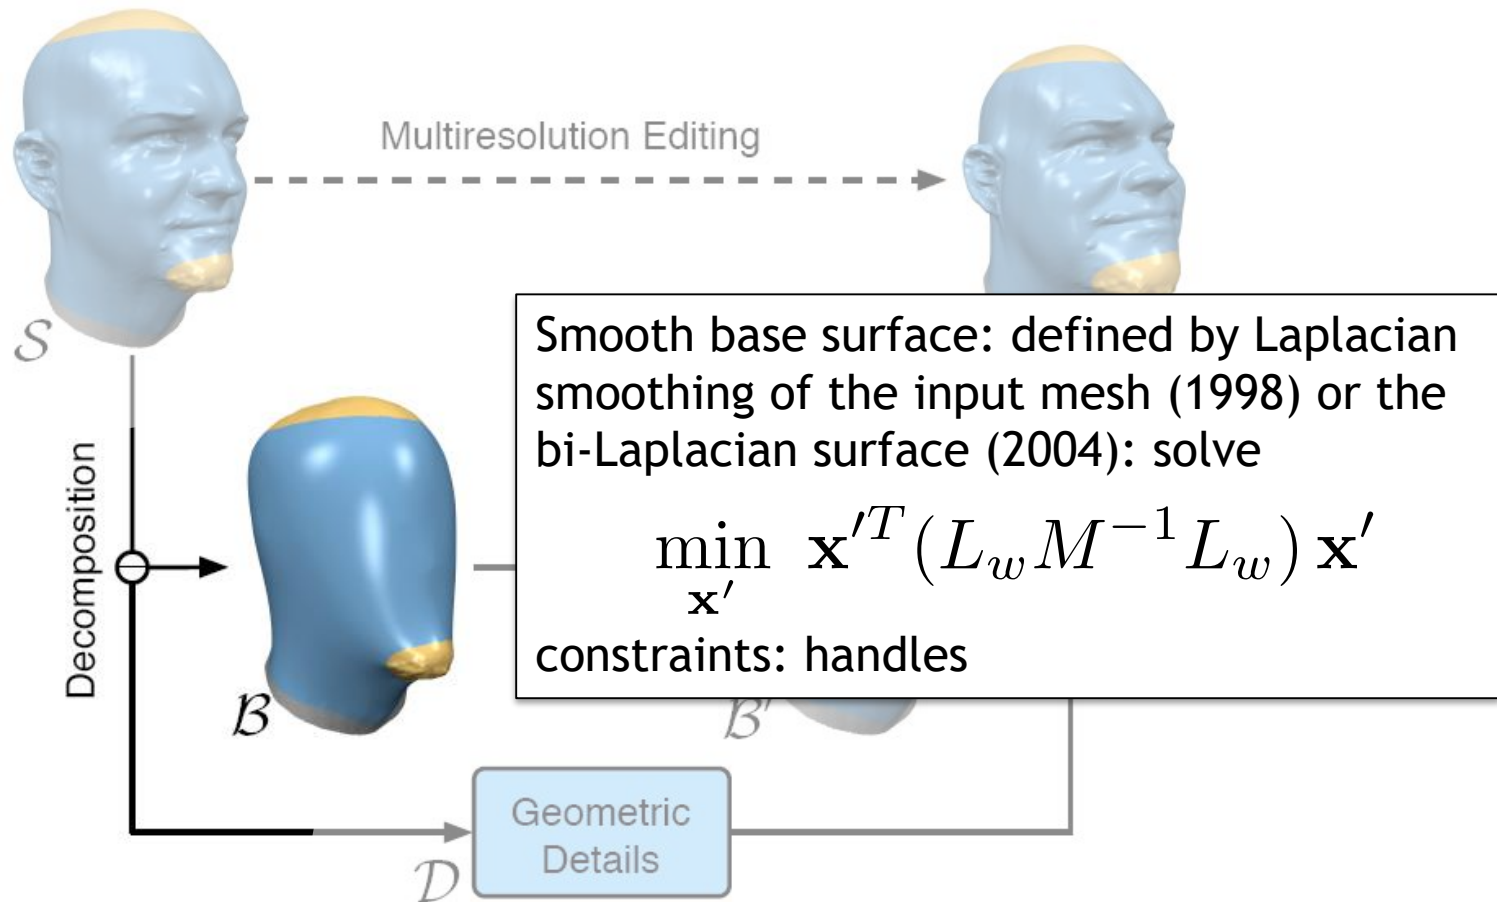 Multiresolution Editing
𝒮
Smooth base surface: defined by Laplacian
smoothing of the input mesh (1998) or the
bi-Laplacian surface (2004): solve
min 𝐱′ᵀ(L_w M⁻¹ L_w) 𝐱′
𝐱′
constraints: handles
Decomposition
ℬ
ℬ′
Geometric
Details
𝒟